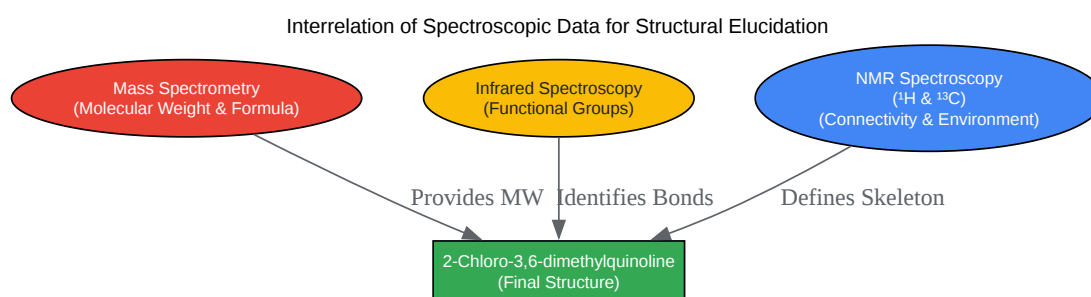 Interrelation of Spectroscopic Data for Structural Elucidation
Mass Spectrometry
(Molecular Weight & Formula)
Infrared Spectroscopy
(Functional Groups)
NMR Spectroscopy
(¹H & ¹³C)
(Connectivity & Environment)
Provides MW
Identifies Bonds
Defines Skeleton
2-Chloro-3,6-dimethylquinoline
(Final Structure)